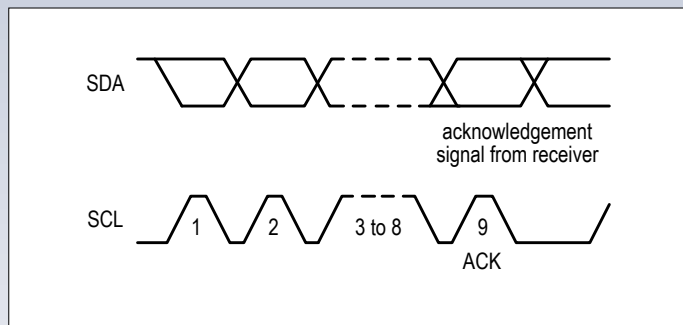 SDA
acknowledgement
signal from receiver
SCL
1
2
3 to 8
9
ACK